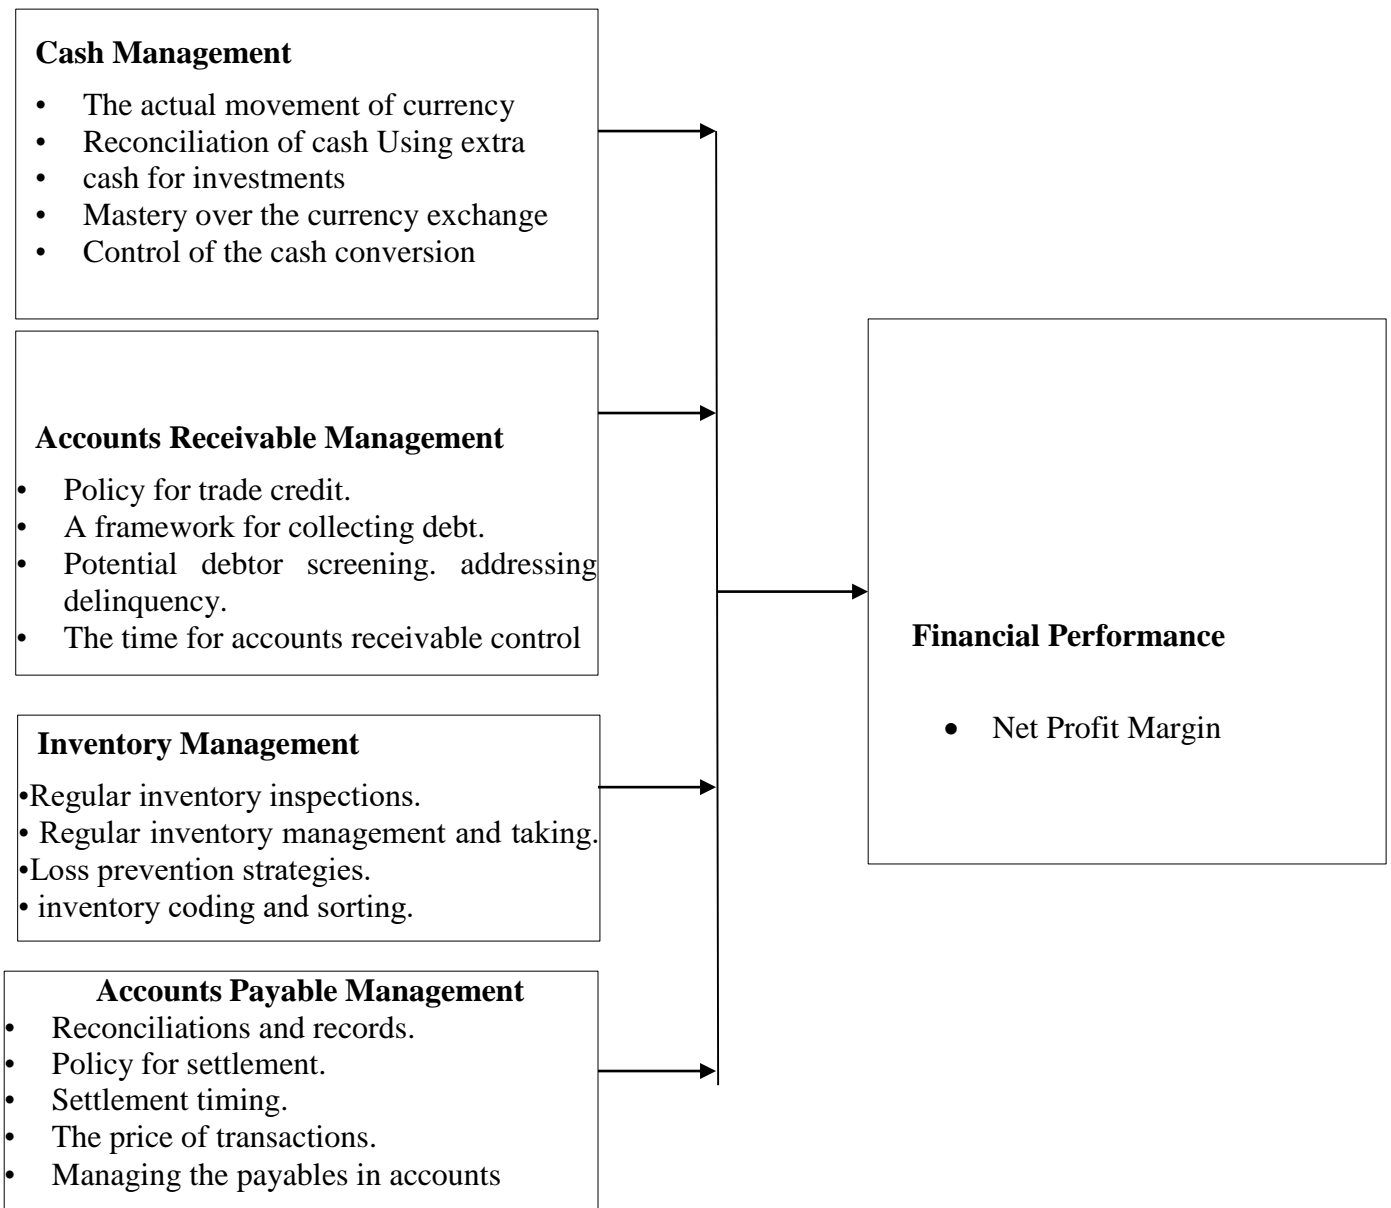 Cash Management
• The actual movement of currency
• Reconciliation of cash Using extra
• cash for investments
• Mastery over the currency exchange
• Control of the cash conversion
Accounts Receivable Management
• Policy for trade credit.
• A framework for collecting debt.
• Potential debtor screening. addressing
delinquency.
• The time for accounts receivable control
Inventory Management
•Regular inventory inspections.
• Regular inventory management and taking.
•Loss prevention strategies.
• inventory coding and sorting.
Accounts Payable Management
• Reconciliations and records.
• Policy for settlement.
• Settlement timing.
• The price of transactions.
• Managing the payables in accounts
Financial Performance
• Net Profit Margin